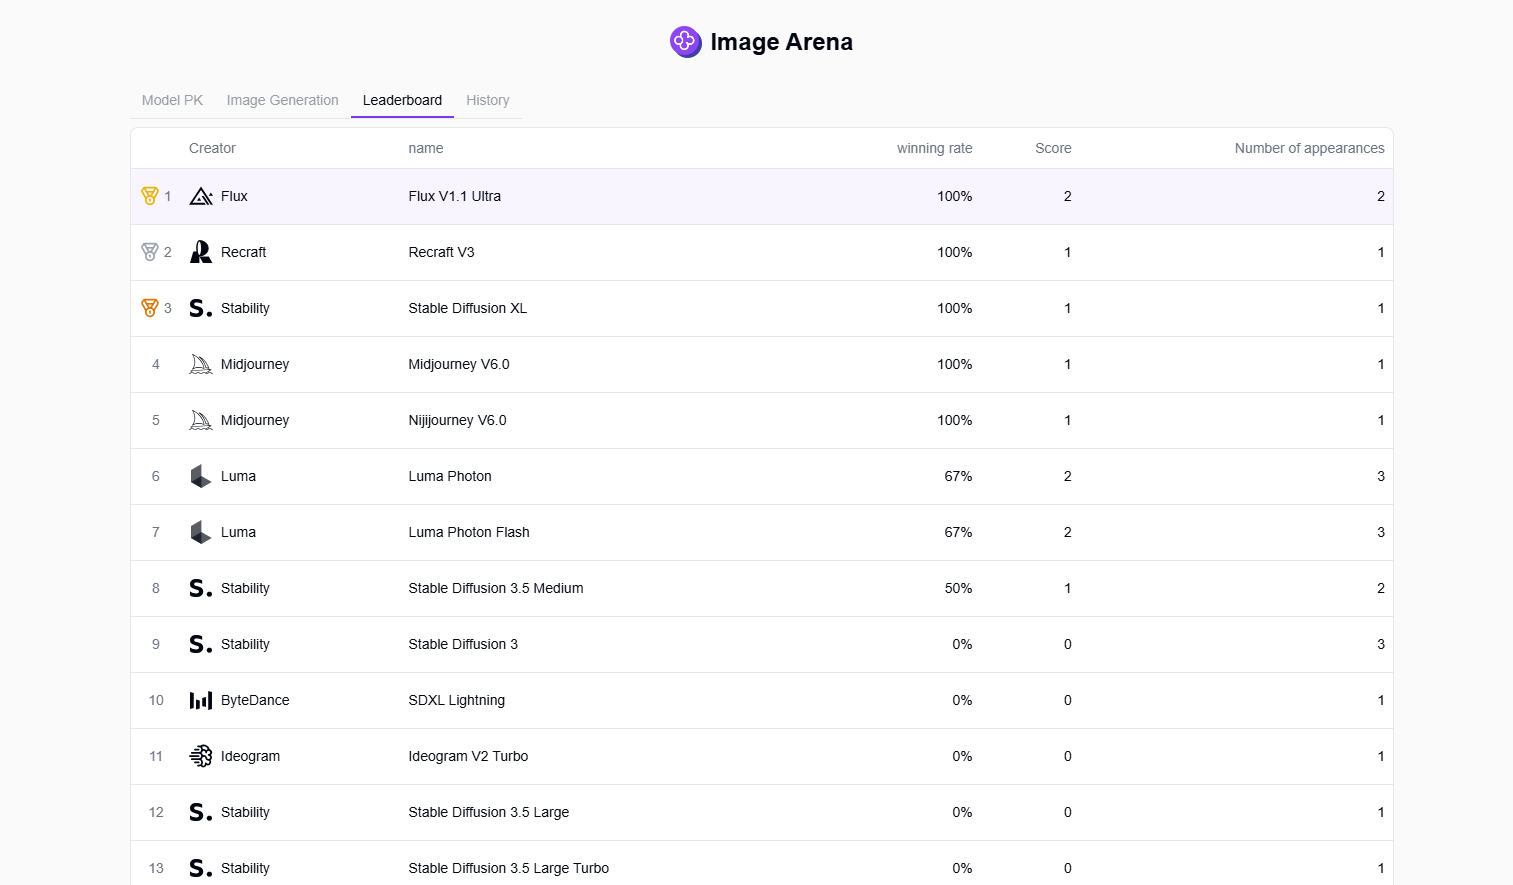 Image Arena
Model PK Image Generation Leaderboard History
Creator name winning rate Score Number of appearances
1 Flux Flux V1.1 Ultra 100% 2 2
2 Recraft Recraft V3 100% 1 1
3 S. Stability Stable Diffusion XL 100% 1 1
4 Midjourney Midjourney V6.0 100% 1 1
5 Midjourney Nijijourney V6.0 100% 1 1
6 Luma Luma Photon 67% 2 3
7 Luma Luma Photon Flash 67% 2 3
8 S. Stability Stable Diffusion 3.5 Medium 50% 1 2
9 S. Stability Stable Diffusion 3 0% 0 3
10 ByteDance SDXL Lightning 0% 0 1
11 Ideogram Ideogram V2 Turbo 0% 0 1
12 S. Stability Stable Diffusion 3.5 Large 0% 0 1
13 S. Stability Stable Diffusion 3.5 Large Turbo 0% 0 1